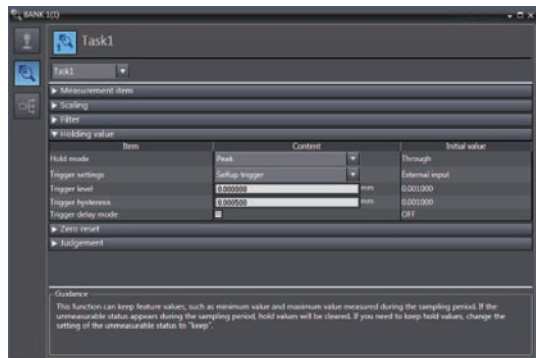 BANK 1(1)
Task1
Task1
Measurement item
Scaling
Filter
Holding value
Item Content Initial value
Hold mode Peak Through
Trigger settings Selfup trigger External input
Trigger level 0.000000 mm 0.001000
Trigger hysteresis 0.000500 mm 0.001000
Trigger delay mode OFF
Zero reset
Judgement
Guidance
This function can keep feature values, such as minimum value and maximum value measured during the sampling period. If the
unmeasurable status appears during the sampling period, hold values will be cleared. If you need to keep hold values, change the
setting of the unmeasurable status to "keep".